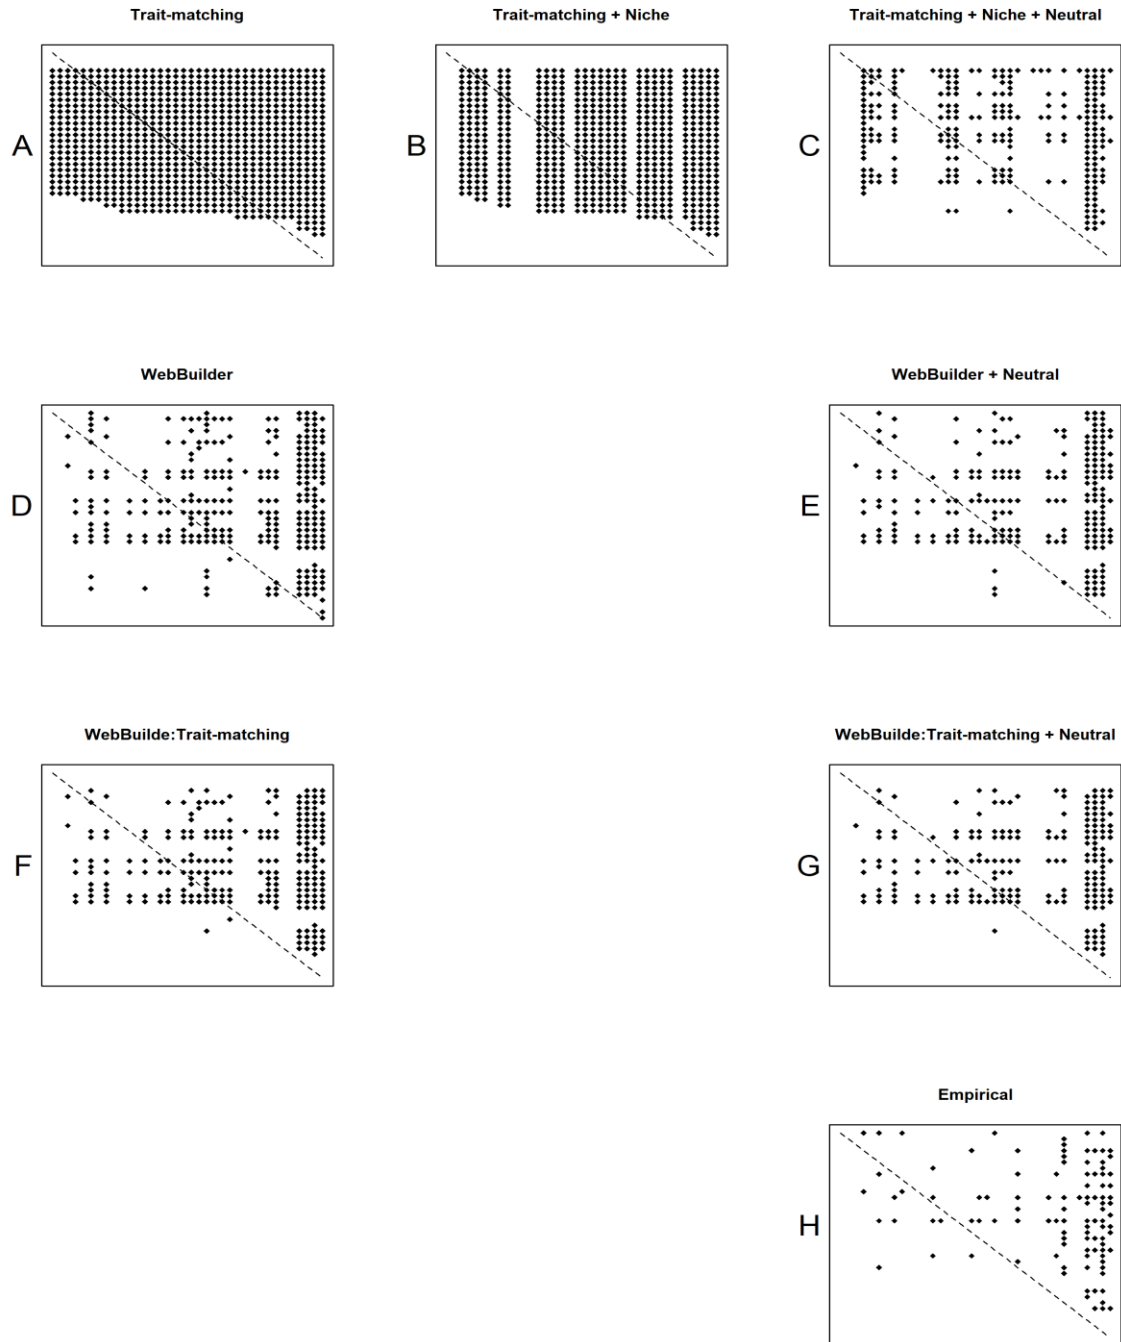 Trait-matching
Trait-matching + Niche
Trait-matching + Niche + Neutral
A
B
C
WebBuilder
WebBuilder + Neutral
D
E
WebBuilde:Trait-matching
WebBuilde:Trait-matching + Neutral
F
G
Empirical
H